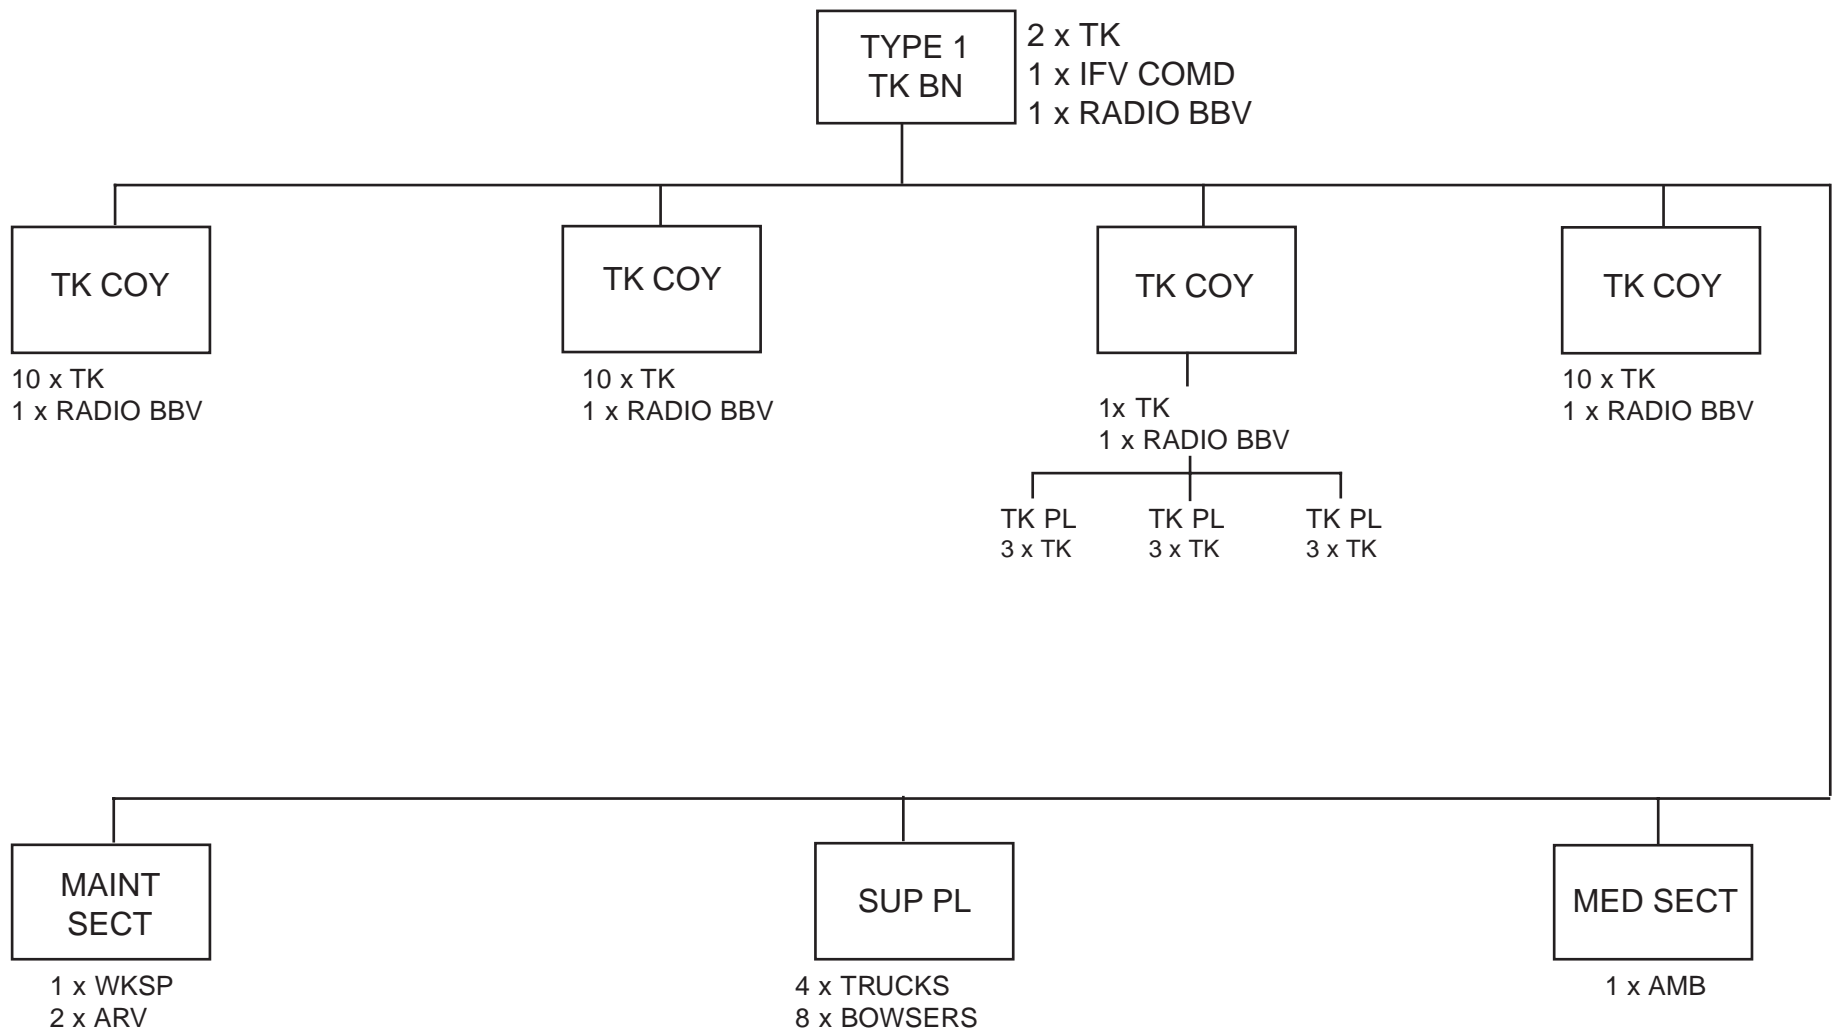 TYPE 1
TK BN
2 x TK
1 x IFV COMD
1 x RADIO BBV
TK COY
10 x TK
1 x RADIO BBV
TK COY
10 x TK
1 x RADIO BBV
TK COY
1x TK
1 x RADIO BBV
TK PL
3 x TK
TK PL
3 x TK
TK PL
3 x TK
TK COY
10 x TK
1 x RADIO BBV
MAINT
SECT
1 x WKSP
2 x ARV
SUP PL
4 x TRUCKS
8 x BOWSERS
MED SECT
1 x AMB